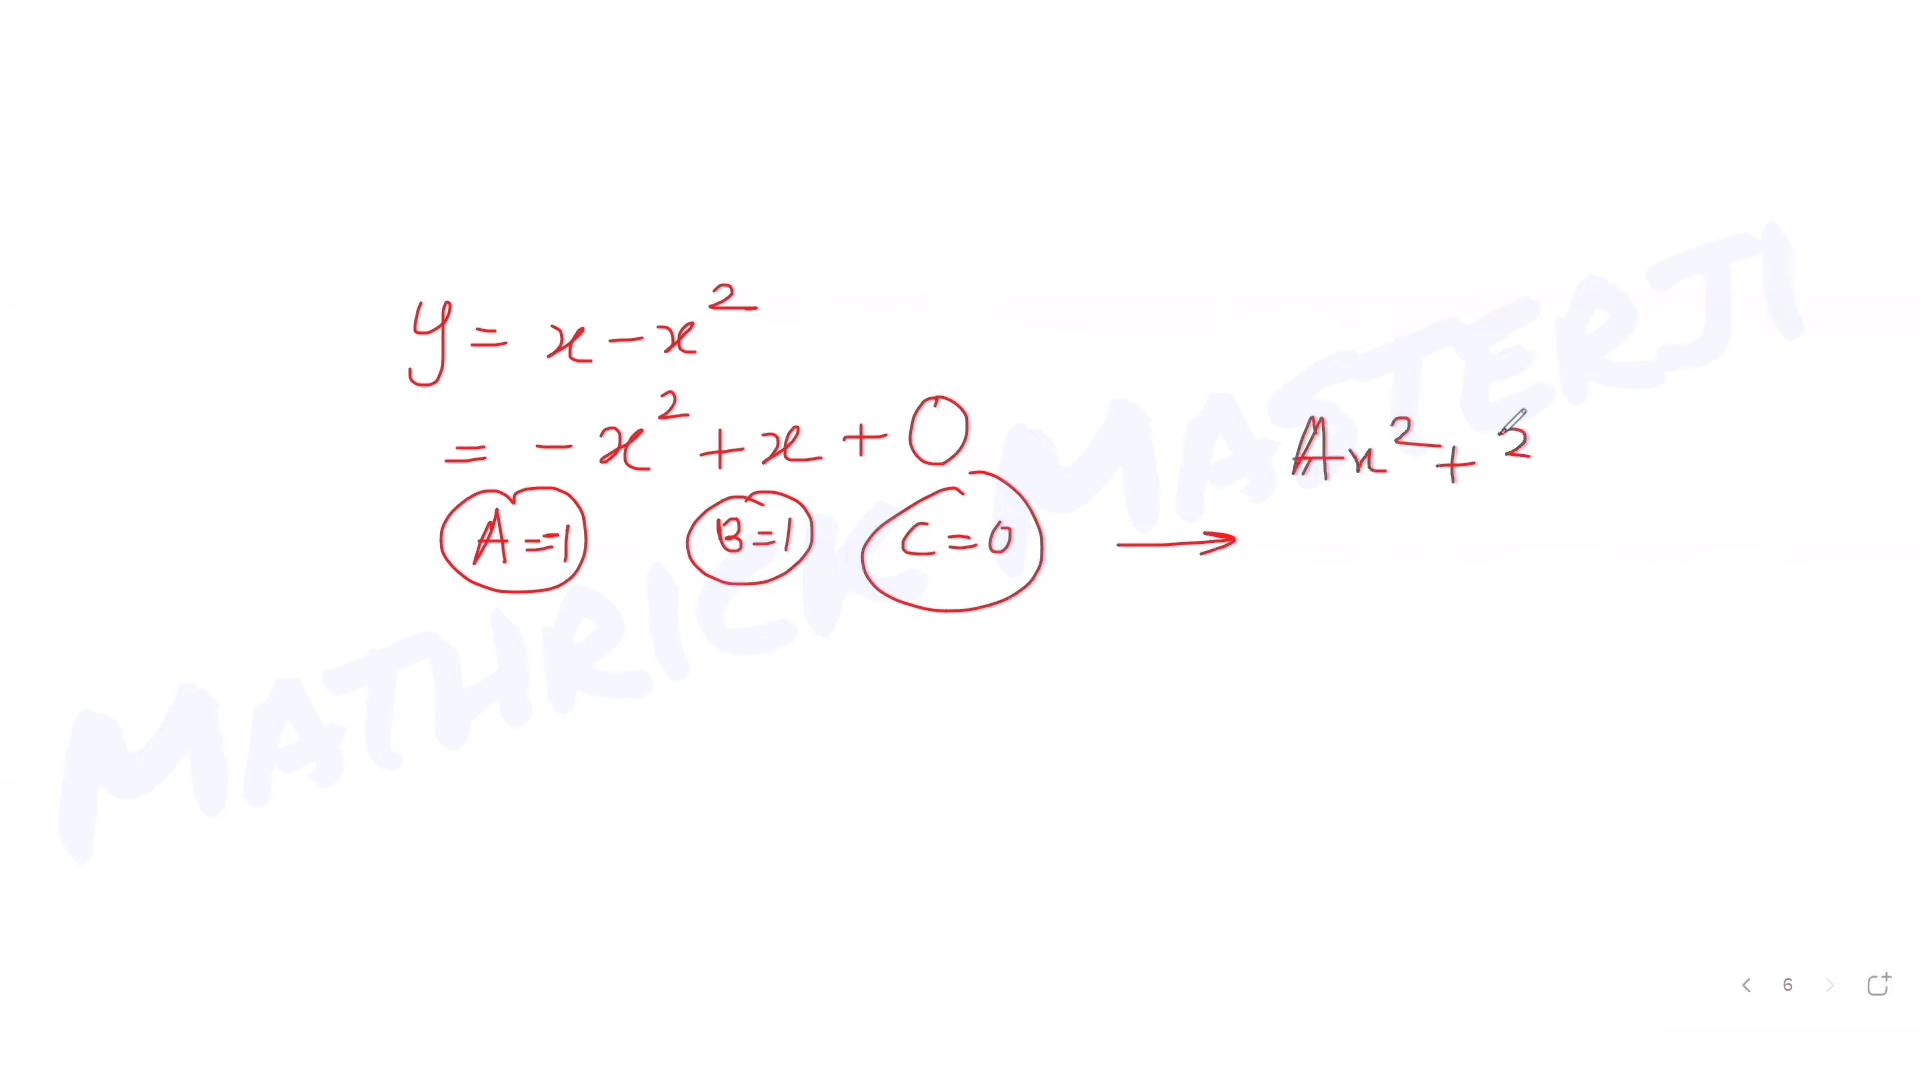 y = x - x²
= - x² + x + 0
Ax² +
A = -1 B = 1 C = 0 →
MATHRICK MASTERJI
< 6 >